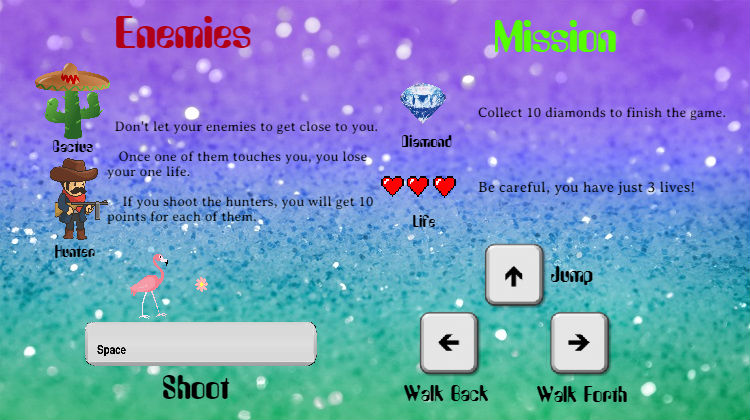 Enemies
Cactus
Don't let your enemies to get close to you.
Once one of them touches you, you lose
your one life.
If you shoot the hunters, you will get 10
points for each of them.
Hunter
Space
Shoot
Mission
Diamond
Collect 10 diamonds to finish the game.
Life
Be careful, you have just 3 lives!
Jump
Walk Back
Walk Forth